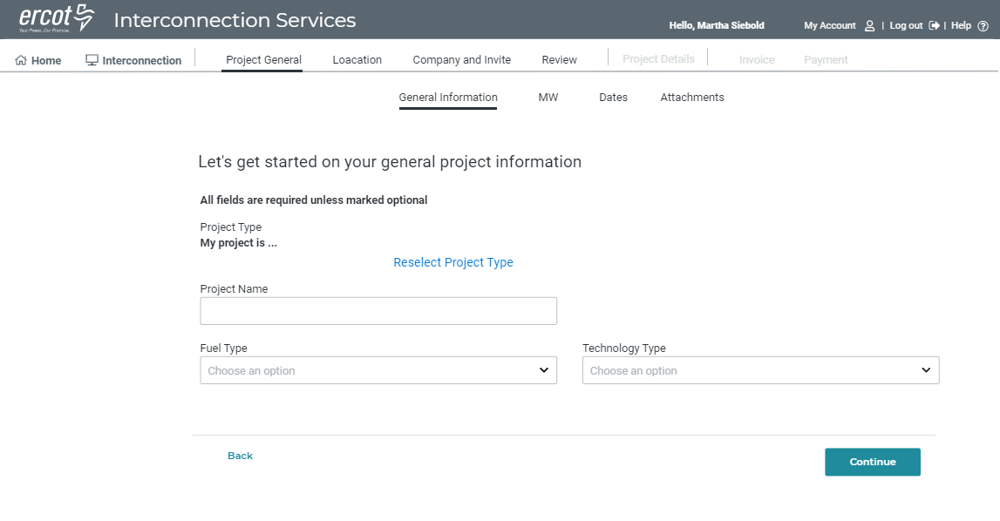 ercot
Your Power. Our Promise.
Interconnection Services
Hello, Martha Siebold
My Account | Log out | Help
Home Interconnection Project General Loacation Company and Invite Review Project Details Invoice Payment
General Information MW Dates Attachments
Let's get started on your general project information
All fields are required unless marked optional
Project Type
My project is ...
Reselect Project Type
Project Name
Fuel Type Technology Type
Choose an option Choose an option
Back Continue